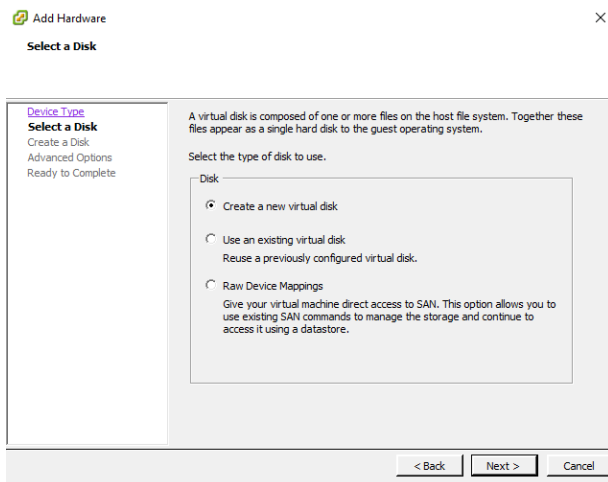 Add Hardware
Select a Disk
Device Type
Select a Disk
Create a Disk
Advanced Options
Ready to Complete
A virtual disk is composed of one or more files on the host file system. Together these
files appear as a single hard disk to the guest operating system.
Select the type of disk to use.
Disk
Create a new virtual disk
Use an existing virtual disk
Reuse a previously configured virtual disk.
Raw Device Mappings
Give your virtual machine direct access to SAN. This option allows you to
use existing SAN commands to manage the storage and continue to
access it using a datastore.
< Back Next > Cancel